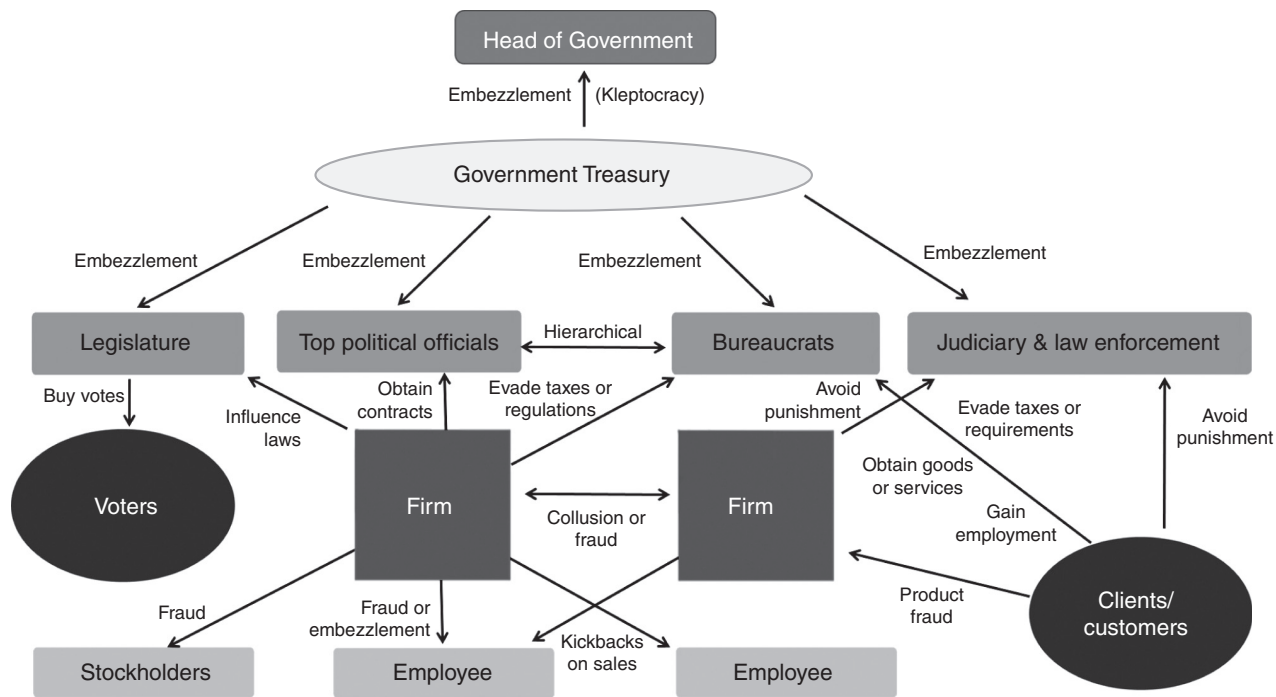 Head of Government
Embezzlement (Kleptocracy)
Government Treasury
Embezzlement
Embezzlement
Embezzlement
Embezzlement
Legislature
Top political officials
Hierarchical
Bureaucrats
Judiciary & law enforcement
Buy votes
Influence
laws
Obtain
contracts
Evade taxes or
regulations
Avoid
punishment
Evade taxes or
requirements
Avoid
punishment
Obtain goods
or services
Gain
employment
Voters
Firm
Collusion or
fraud
Firm
Product
fraud
Clients/
customers
Fraud
Fraud or
embezzlement
Kickbacks
on sales
Stockholders
Employee
Employee